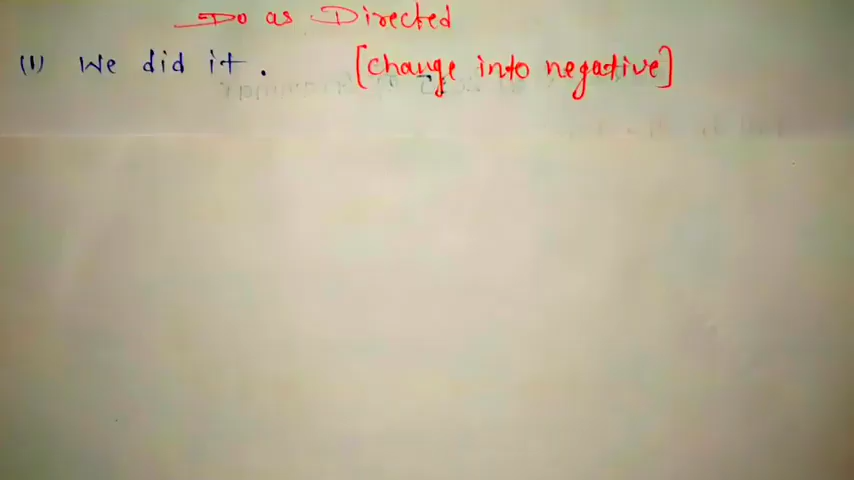 Do as Directed
(1) We did it. [change into negative]